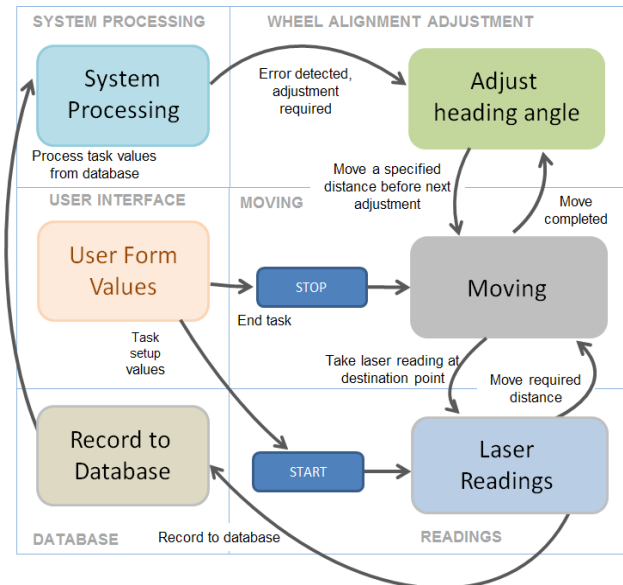 SYSTEM PROCESSING
WHEEL ALIGNMENT ADJUSTMENT
System
Processing
Error detected,
adjustment
required
Adjust
heading angle
Process task values
from database
Move a specified
distance before next
adjustment
Move
completed
USER INTERFACE
MOVING
User Form
Values
STOP
End task
Moving
Task
setup
values
Take laser reading at
destination point
Move required
distance
Record to
Database
START
Laser
Readings
DATABASE
Record to database
READINGS